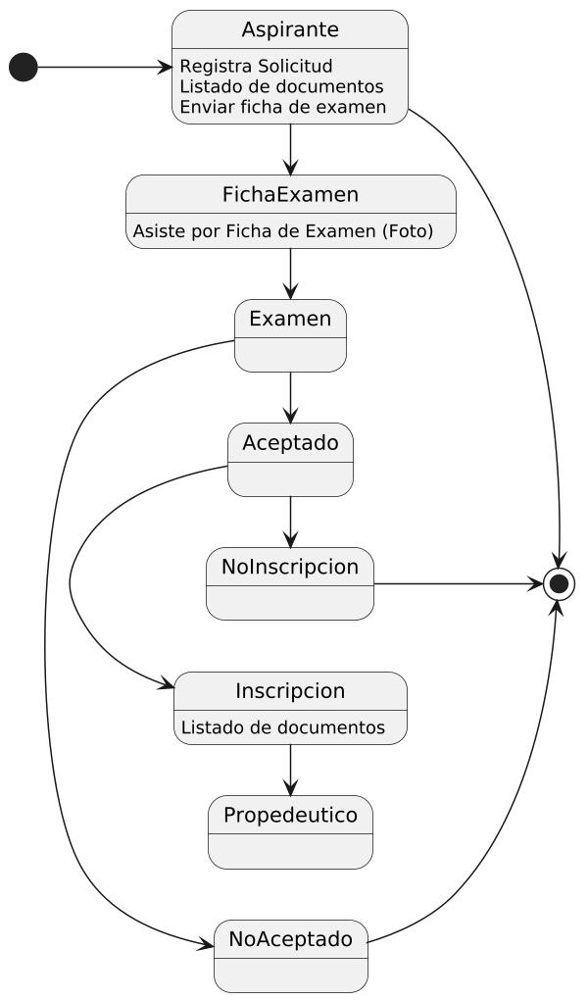 Aspirante
Registra Solicitud
Listado de documentos
Enviar ficha de examen
FichaExamen
Asiste por Ficha de Examen (Foto)
Examen
Aceptado
NoInscripcion
Inscripcion
Listado de documentos
Propedeutico
NoAceptado